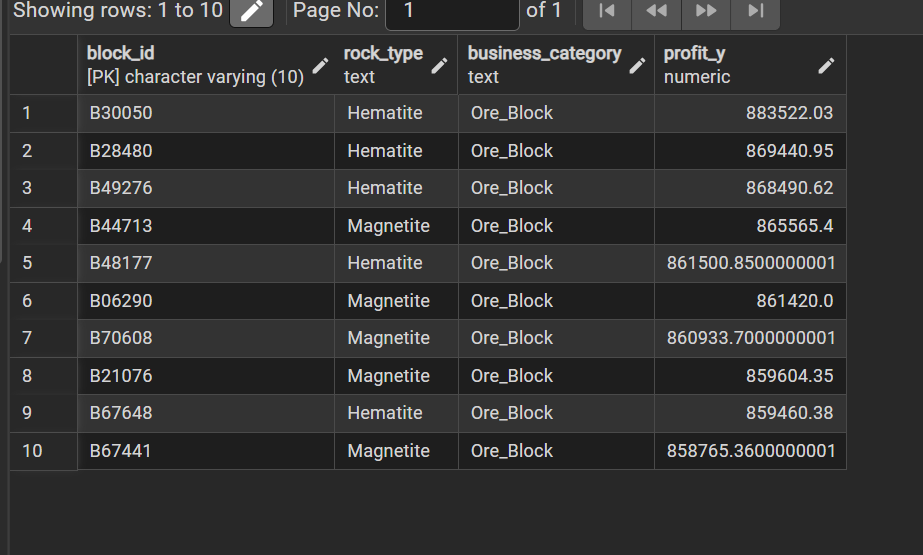 Showing rows: 1 to 10 Page No: 1 of 1
block_id rock_type business_category profit_y
[PK] character varying (10) text text numeric
1 B30050 Hematite Ore_Block 883522.03
2 B28480 Hematite Ore_Block 869440.95
3 B49276 Hematite Ore_Block 868490.62
4 B44713 Magnetite Ore_Block 865565.4
5 B48177 Hematite Ore_Block 861500.8500000001
6 B06290 Magnetite Ore_Block 861420.0
7 B70608 Magnetite Ore_Block 860933.7000000001
8 B21076 Magnetite Ore_Block 859604.35
9 B67648 Hematite Ore_Block 859460.38
10 B67441 Magnetite Ore_Block 858765.3600000001